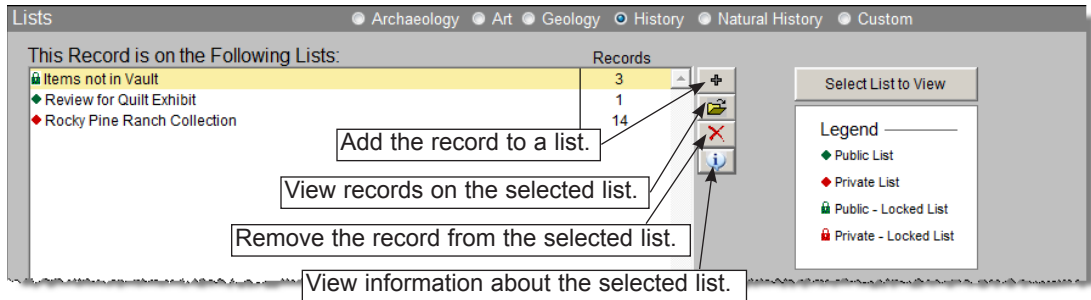 Lists Archaeology Art Geology History Natural History Custom
This Record is on the Following Lists: Records
Items not in Vault 3
Review for Quilt Exhibit 1
Rocky Pine Ranch Collection 14
Add the record to a list.
View records on the selected list.
Remove the record from the selected list.
View information about the selected list.
Select List to View
Legend
Public List
Private List
Public - Locked List
Private - Locked List